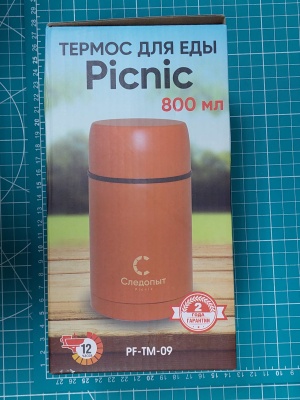 ТЕРМОС ДЛЯ ЕДЫ
Picnic
800 мл
Следопыт
2
ГОДА
ГАРАНТИИ
12
PF-TM-09